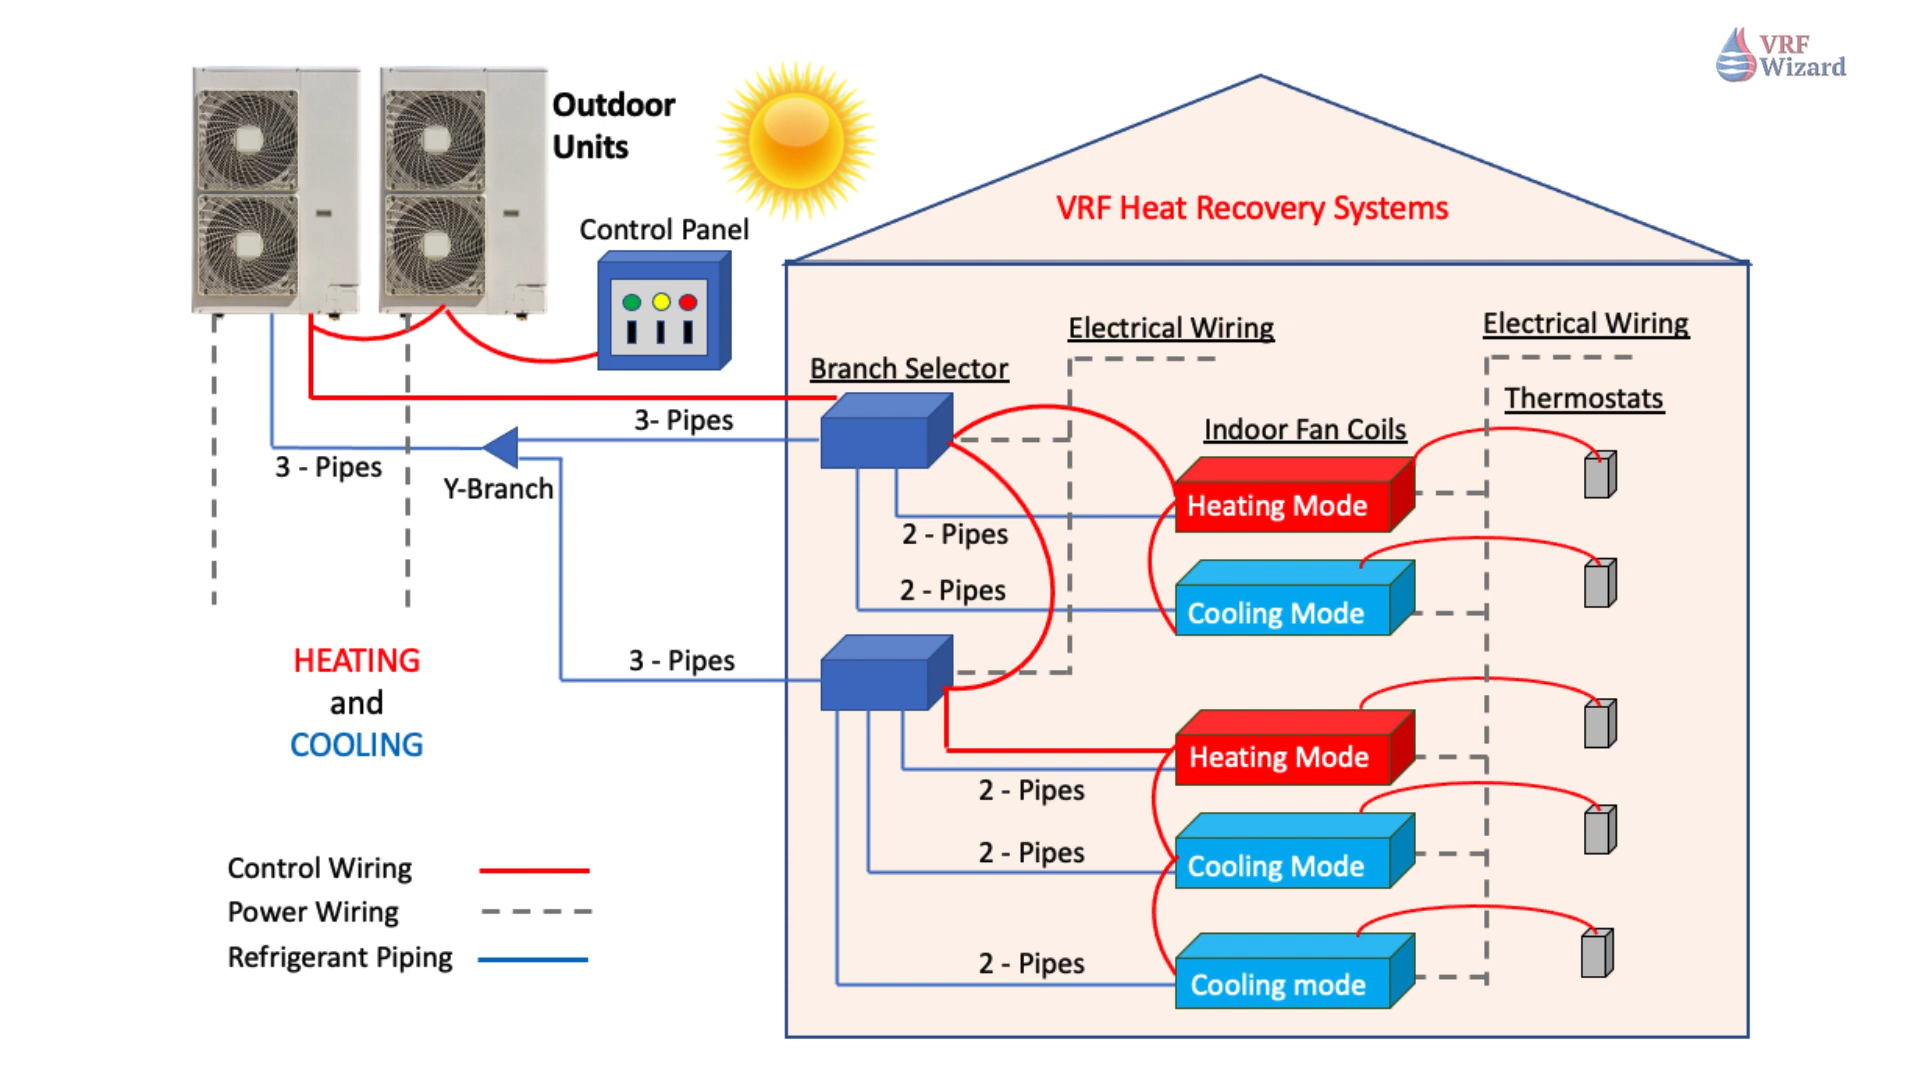 VRF
Wizard
Outdoor
Units
Control Panel
VRF Heat Recovery Systems
Electrical Wiring
Electrical Wiring
Branch Selector
Thermostats
3- Pipes
Indoor Fan Coils
3 - Pipes
Y-Branch
Heating Mode
2 - Pipes
2 - Pipes
Cooling Mode
HEATING
and
COOLING
3 - Pipes
Heating Mode
2 - Pipes
2 - Pipes
Cooling Mode
Control Wiring
Power Wiring
Refrigerant Piping
2 - Pipes
Cooling mode